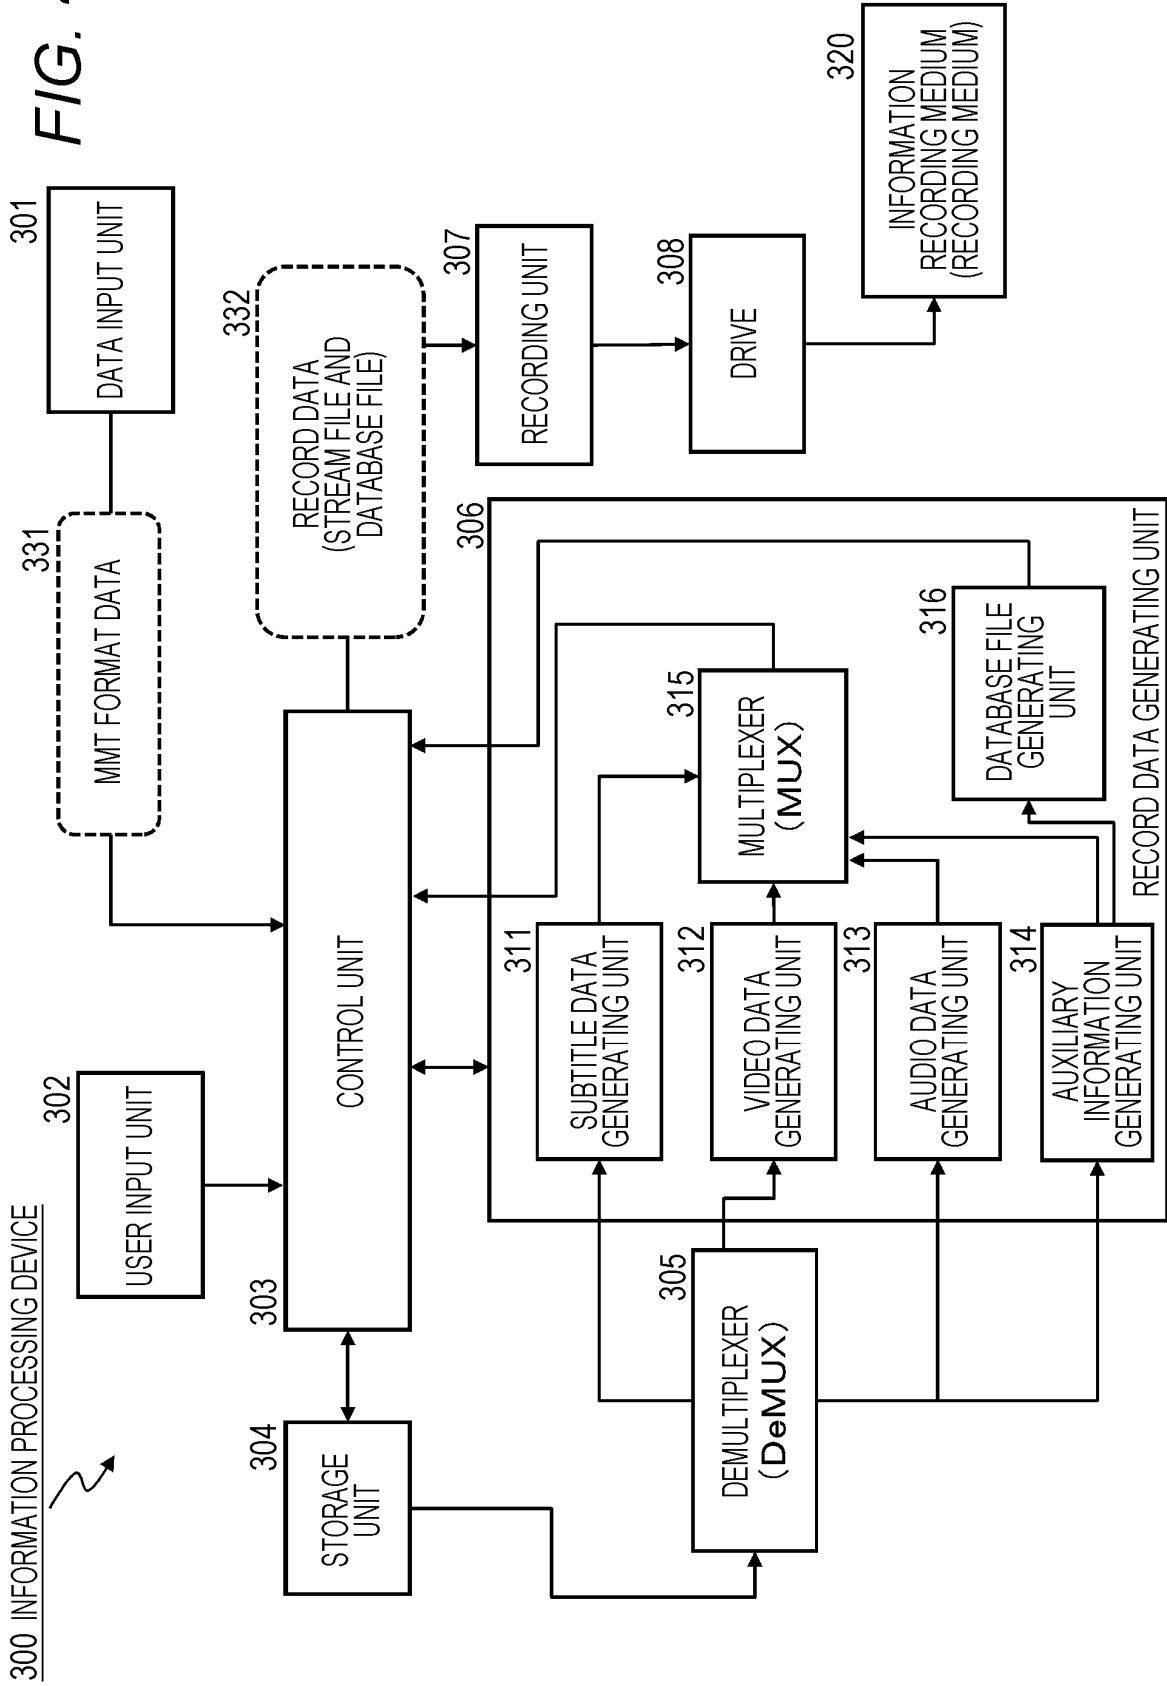 FIG.
300 INFORMATION PROCESSING DEVICE
302
USER INPUT UNIT
331
MMT FORMAT DATA
301
DATA INPUT UNIT
304
STORAGE
UNIT
303
CONTROL UNIT
332
RECORD DATA
(STREAM FILE AND
DATABASE FILE)
307
RECORDING UNIT
308
DRIVE
320
INFORMATION
RECORDING MEDIUM
(RECORDING MEDIUM)
305
DEMULTIPLEXER
(DeMUX)
306
311
SUBTITLE DATA
GENERATING UNIT
312
VIDEO DATA
GENERATING UNIT
313
AUDIO DATA
GENERATING UNIT
314
AUXILIARY
INFORMATION
GENERATING UNIT
315
MULTIPLEXER
(MUX)
316
DATABASE FILE
GENERATING
UNIT
RECORD DATA GENERATING UNIT